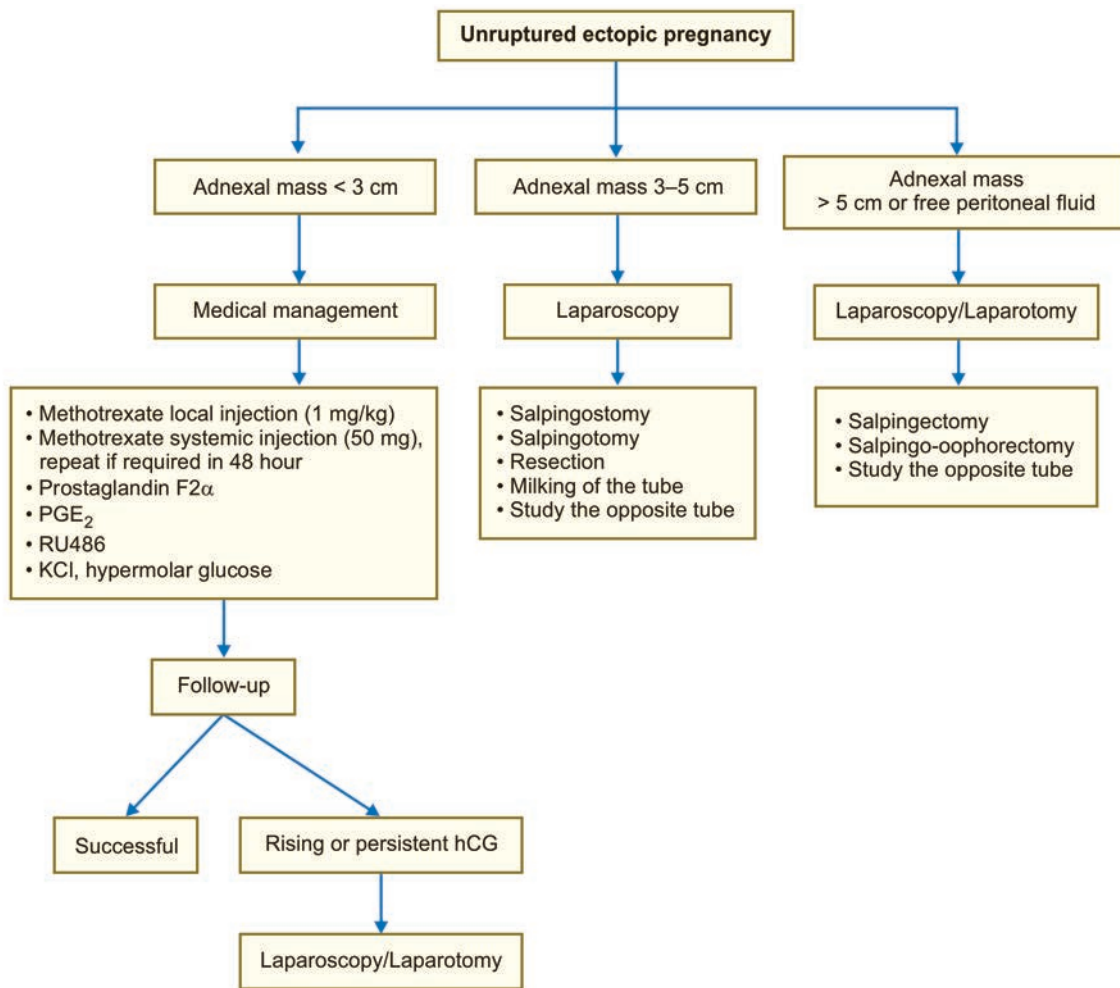 Unruptured ectopic pregnancy
Adnexal mass < 3 cm
Adnexal mass 3–5 cm
Adnexal mass
> 5 cm or free peritoneal fluid
Medical management
Laparoscopy
Laparoscopy/Laparotomy
• Methotrexate local injection (1 mg/kg)
• Methotrexate systemic injection (50 mg),
repeat if required in 48 hour
• Prostaglandin F2α
• PGE₂
• RU486
• KCl, hypermolar glucose
• Salpingostomy
• Salpingotomy
• Resection
• Milking of the tube
• Study the opposite tube
• Salpingectomy
• Salpingo-oophorectomy
• Study the opposite tube
Follow-up
Successful
Rising or persistent hCG
Laparoscopy/Laparotomy